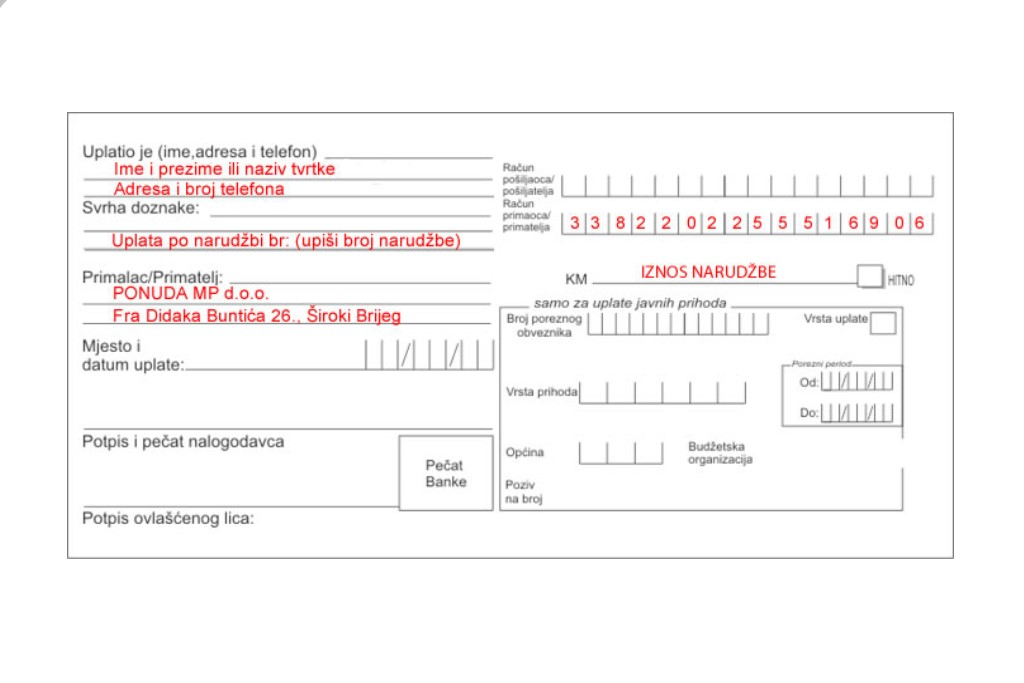 Uplatio je (ime,adresa i telefon)
Ime i prezime ili naziv tvrtke
Adresa i broj telefona
Svrha doznake:
Uplata po narudžbi br: (upiši broj narudžbe)
Primalac/Primatelj:
PONUDA MP d.o.o.
Fra Didaka Buntića 26., Široki Brijeg
Mjesto i
datum uplate:
Potpis i pečat nalogodavca
Pečat
Banke
Potpis ovlašćenog lica:
Račun
pošiljaoca/
pošiljatelja
Račun
primaoca/
primatelja
3 3 8 2 2 0 2 2 5 5 5 1 6 9 0 6
KM IZNOS NARUDŽBE HITNO
samo za uplate javnih prihoda
Broj poreznog
obveznika
Vrsta uplate
Porezni period
Od: / /
Do: / /
Vrsta prihoda
Općina
Budžetska
organizacija
Poziv
na broj